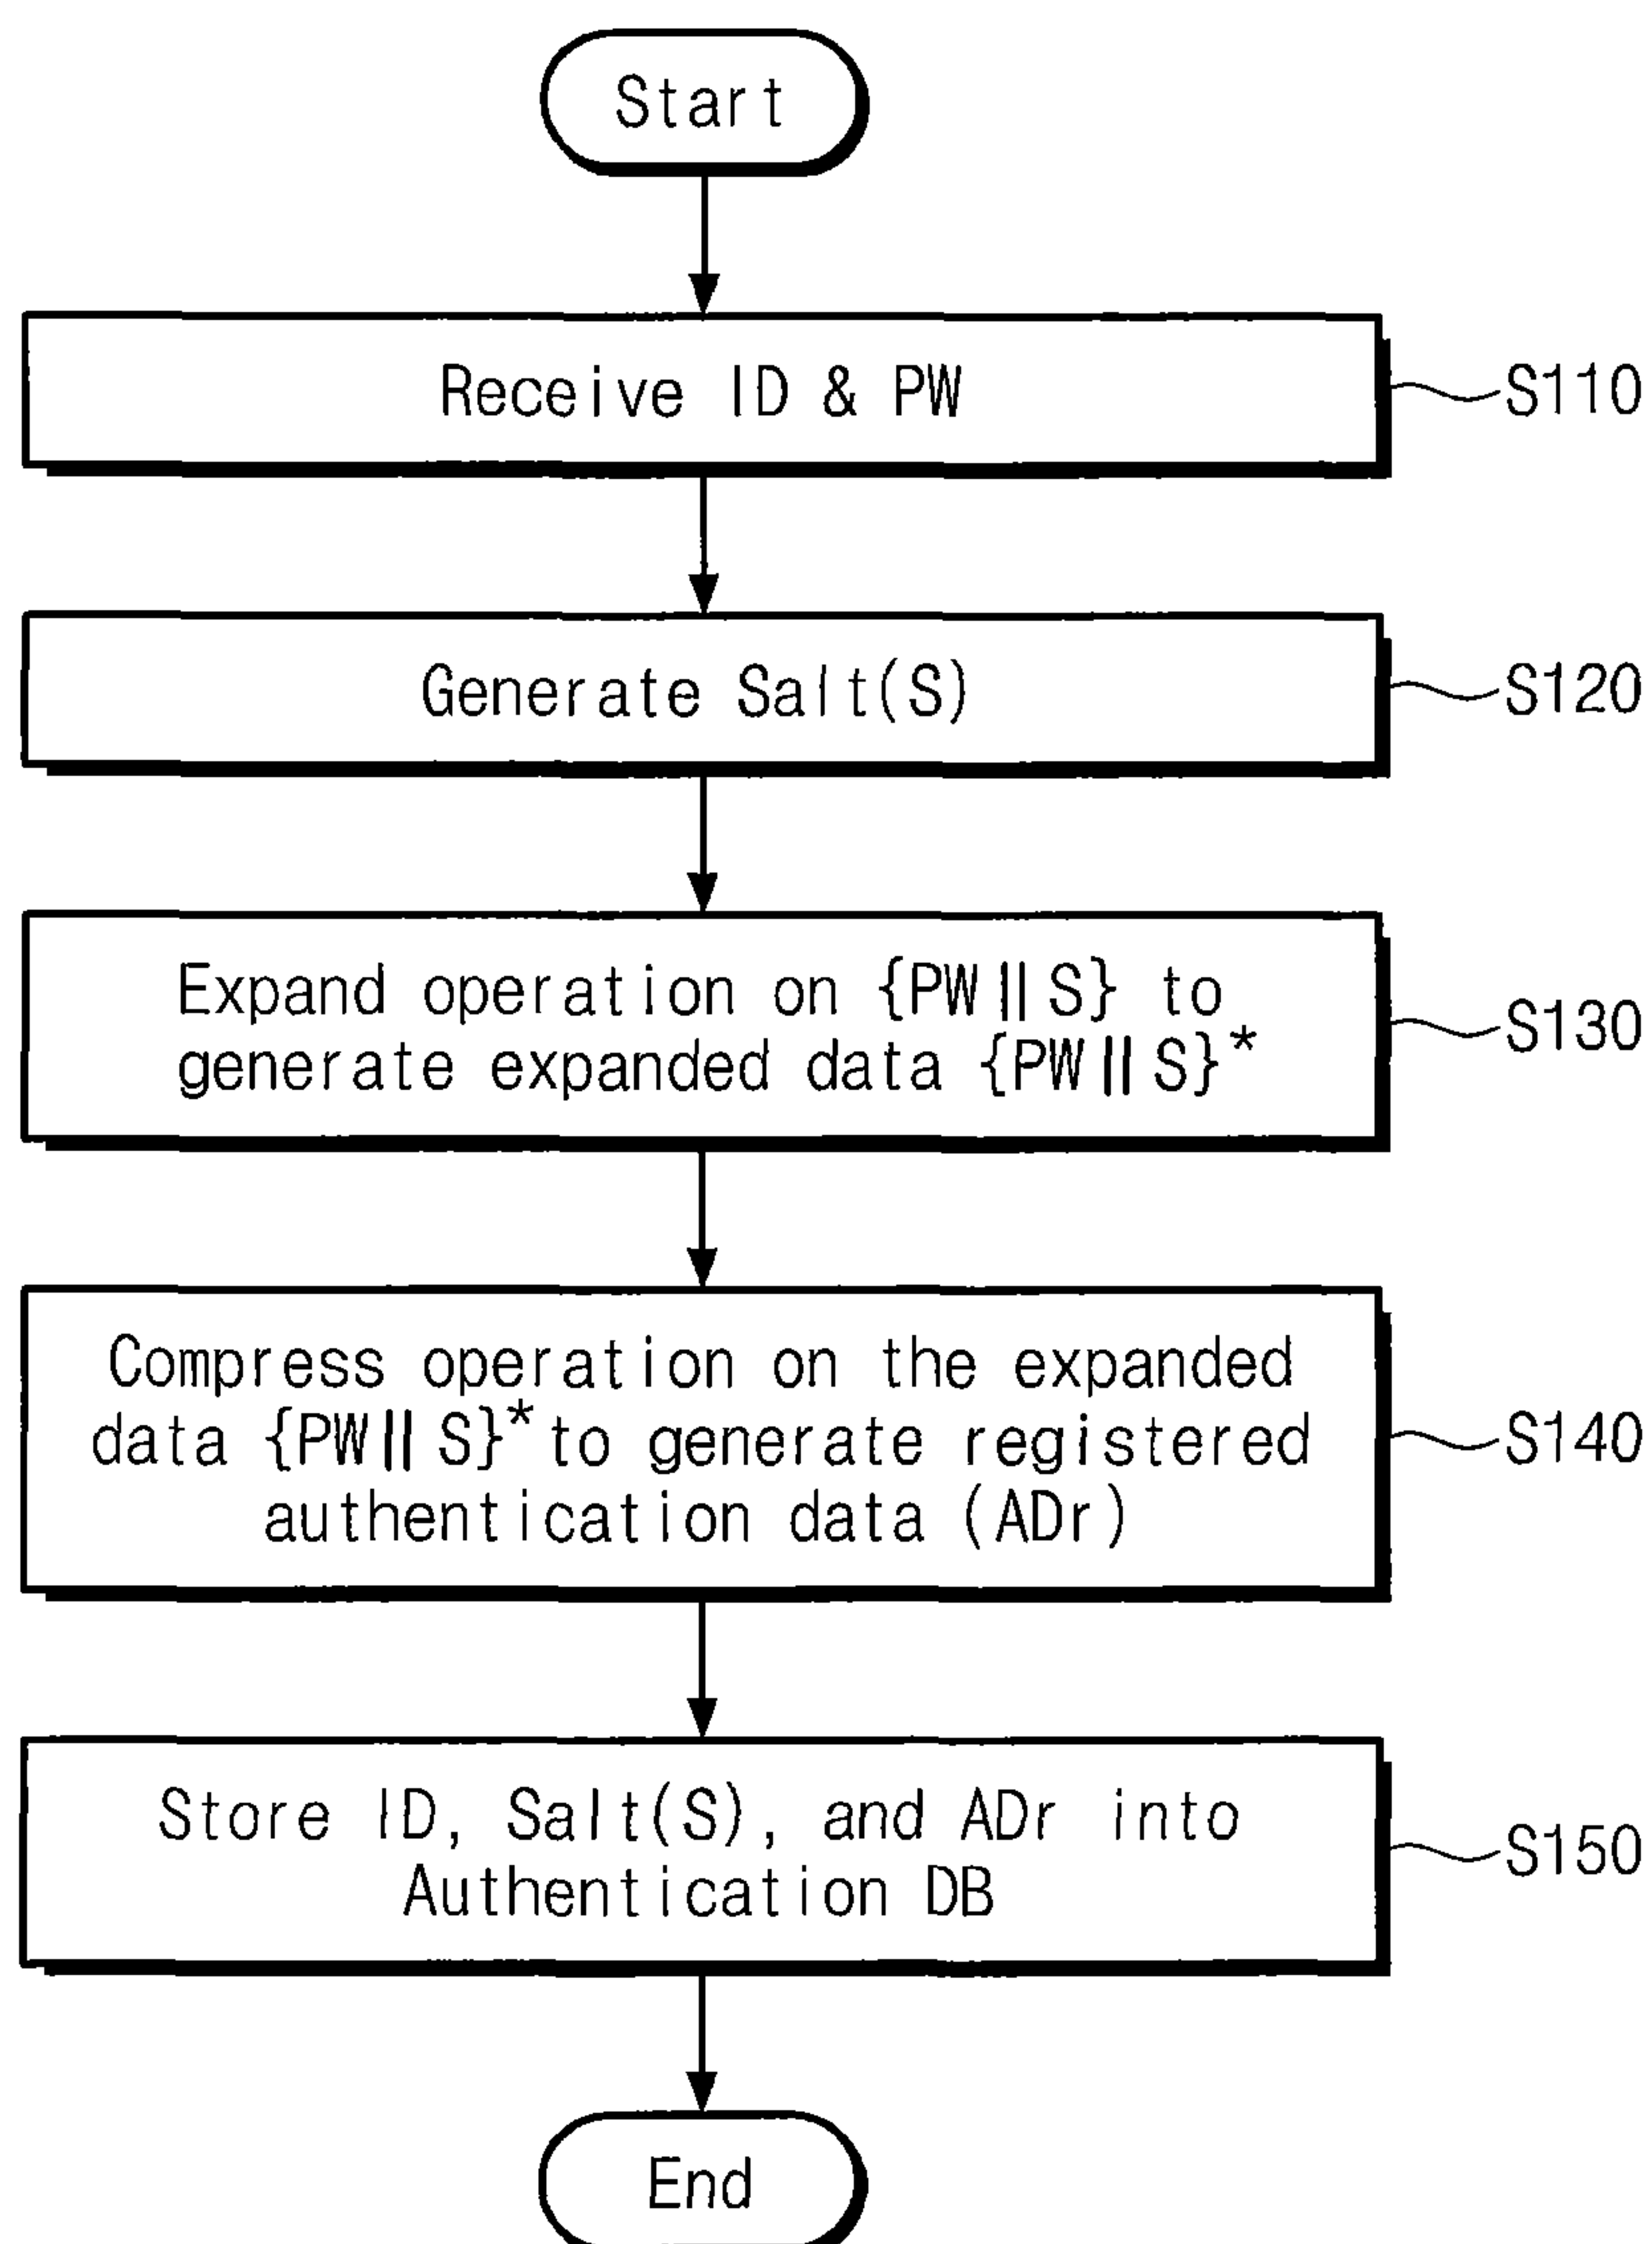 Start
Receive ID & PW
S110
Generate Salt(S)
S120
Expand operation on {PW||S} to
generate expanded data {PW||S}*
S130
Compress operation on the expanded
data {PW||S}* to generate registered
authentication data (ADr)
S140
Store ID, Salt(S), and ADr into
Authentication DB
S150
End